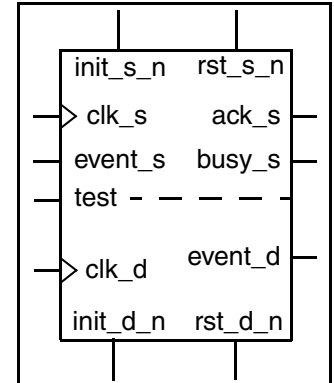 init_s_n rst_s_n
clk_s ack_s
event_s busy_s
test
clk_d event_d
init_d_n rst_d_n